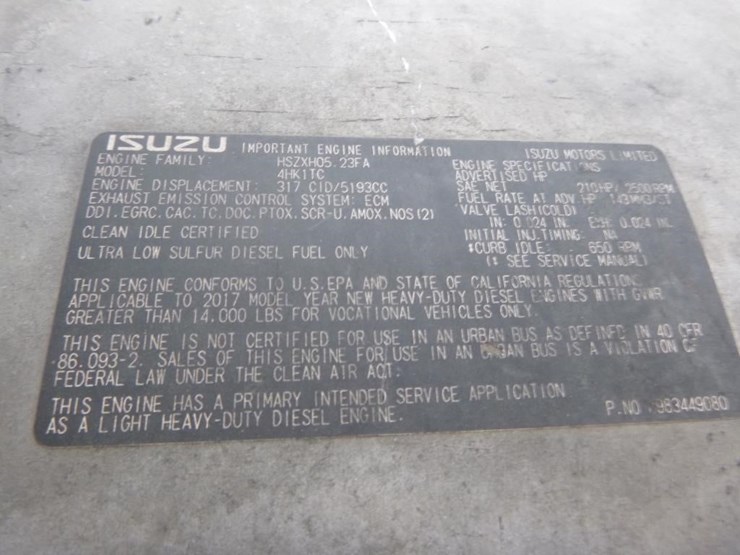 ISUZU IMPORTANT ENGINE INFORMATION ISUZU MOTORS LIMITED
ENGINE FAMILY: HSZXH05.23FA
MODEL: 4HK1TC
ENGINE DISPLACEMENT: 317 CID/5193CC
EXHAUST EMISSION CONTROL SYSTEM: ECM
DDI.EGRC.CAC.TC.DOC.PTOX.SCR-U.AMOX.NOS(2)
CLEAN IDLE CERTIFIED
ULTRA LOW SULFUR DIESEL FUEL ONLY
ENGINE SPECIFICATIONS
ADVERTISED HP
SAE NET 210HP/2500RPM
FUEL RATE AT ADV HP 143MM3/ST
VALVE LASH(COLD)
IN: 0.024 IN. EXH: 0.024 IN.
INITIAL INJ.TIMING: NA
*CURB IDLE: 650 RPM
(* SEE SERVICE MANUAL)
THIS ENGINE CONFORMS TO U.S.EPA AND STATE OF CALIFORNIA REGULATIONS
APPLICABLE TO 2017 MODEL YEAR NEW HEAVY-DUTY DIESEL ENGINES WITH GVWR
GREATER THAN 14.000 LBS FOR VOCATIONAL VEHICLES ONLY.
THIS ENGINE IS NOT CERTIFIED FOR USE IN AN URBAN BUS AS DEFINED IN 40 CFR
86.093-2. SALES OF THIS ENGINE FOR USE IN AN URBAN BUS IS A VIOLATION OF
FEDERAL LAW UNDER THE CLEAN AIR ACT.
THIS ENGINE HAS A PRIMARY INTENDED SERVICE APPLICATION
AS A LIGHT HEAVY-DUTY DIESEL ENGINE.
P.NO. 983449080